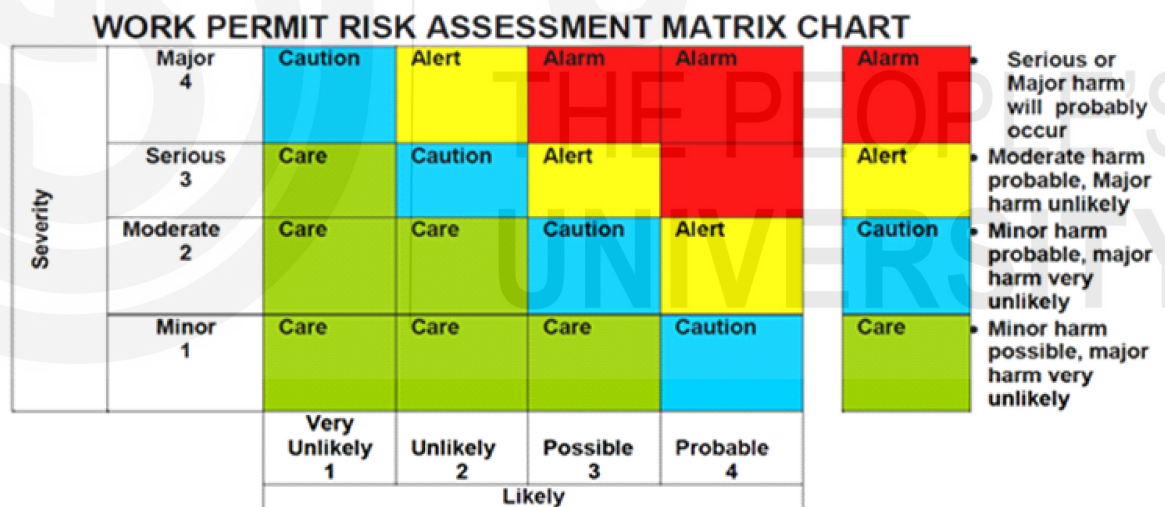 WORK PERMIT RISK ASSESSMENT MATRIX CHART
Major
4
Caution
Alert
Alarm
Alarm
Alarm
• Serious or
Major harm
will probably
occur
Serious
3
Care
Caution
Alert
Alert
• Moderate harm
probable, Major
harm unlikely
Severity
Moderate
2
Care
Care
Caution
Alert
Caution
• Minor harm
probable, major
harm very
unlikely
Minor
1
Care
Care
Care
Caution
Care
• Minor harm
possible, major
harm very
unlikely
Very
Unlikely
1
Unlikely
2
Possible
3
Probable
4
Likely
THE PEOPLE'S
UNIVERSITY